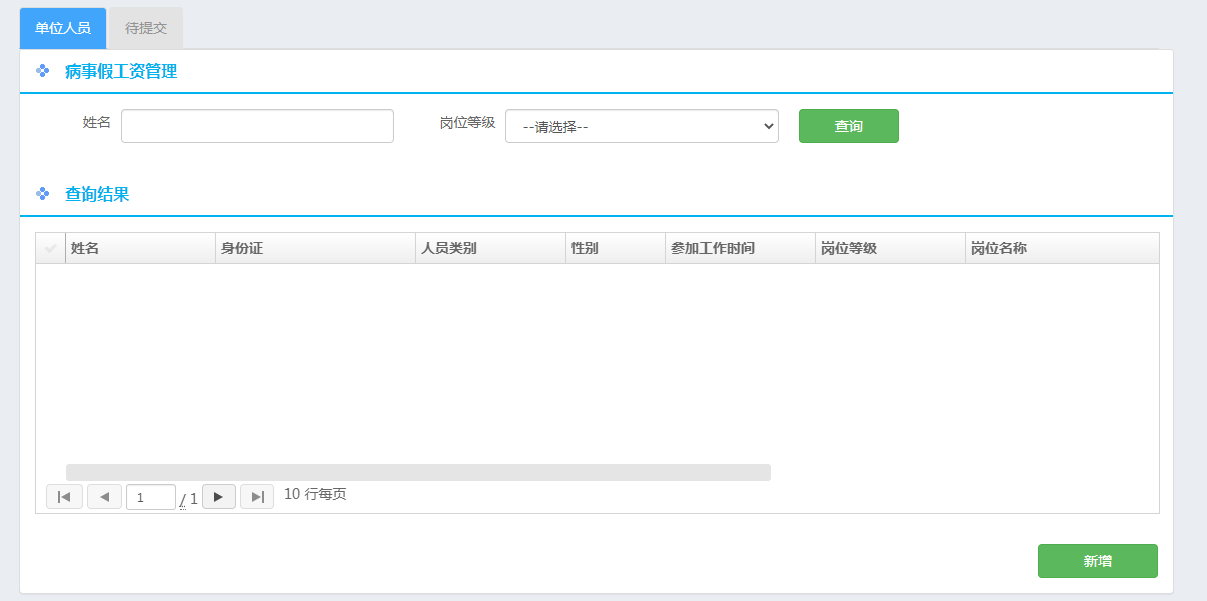 单位人员 待提交
病事假工资管理
姓名 岗位等级 --请选择-- 查询
查询结果
姓名 身份证 人员类别 性别 参加工作时间 岗位等级 岗位名称
1 / 1 10 行每页
新增